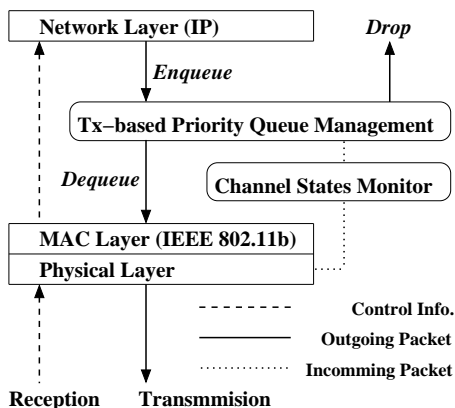 Network Layer (IP)
Drop
Enqueue
Tx−based Priority Queue Management
Dequeue
Channel States Monitor
MAC Layer (IEEE 802.11b)
Physical Layer
Control Info.
Outgoing Packet
Incomming Packet
Reception
Transmmision